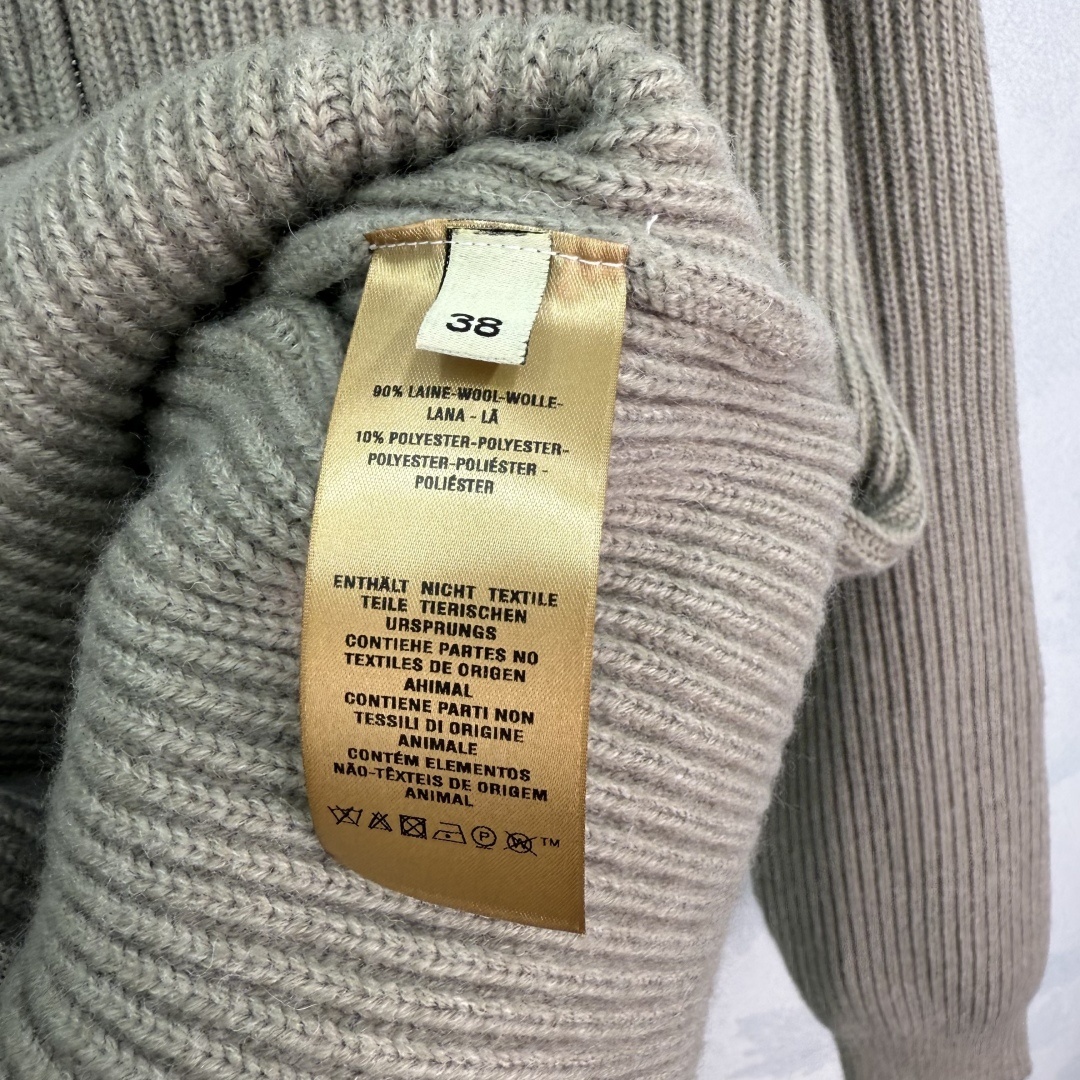 38
90% LAINE-WOOL-WOLLE-
LANA - LÃ
10% POLYESTER-POLYESTER-
POLYESTER-POLIÉSTER -
POLIÉSTER
ENTHÄLT NICHT TEXTILE
TEILE TIERISCHEN
URSPRUNGS
CONTIEHE PARTES NO
TEXTILES DE ORIGEN
AHIMAL
CONTIENE PARTI NON
TESSILI DI ORIGINE
ANIMALE
CONTÉM ELEMENTOS
NÃO-TÊXTEIS DE ORIGEM
ANIMAL
P W TM